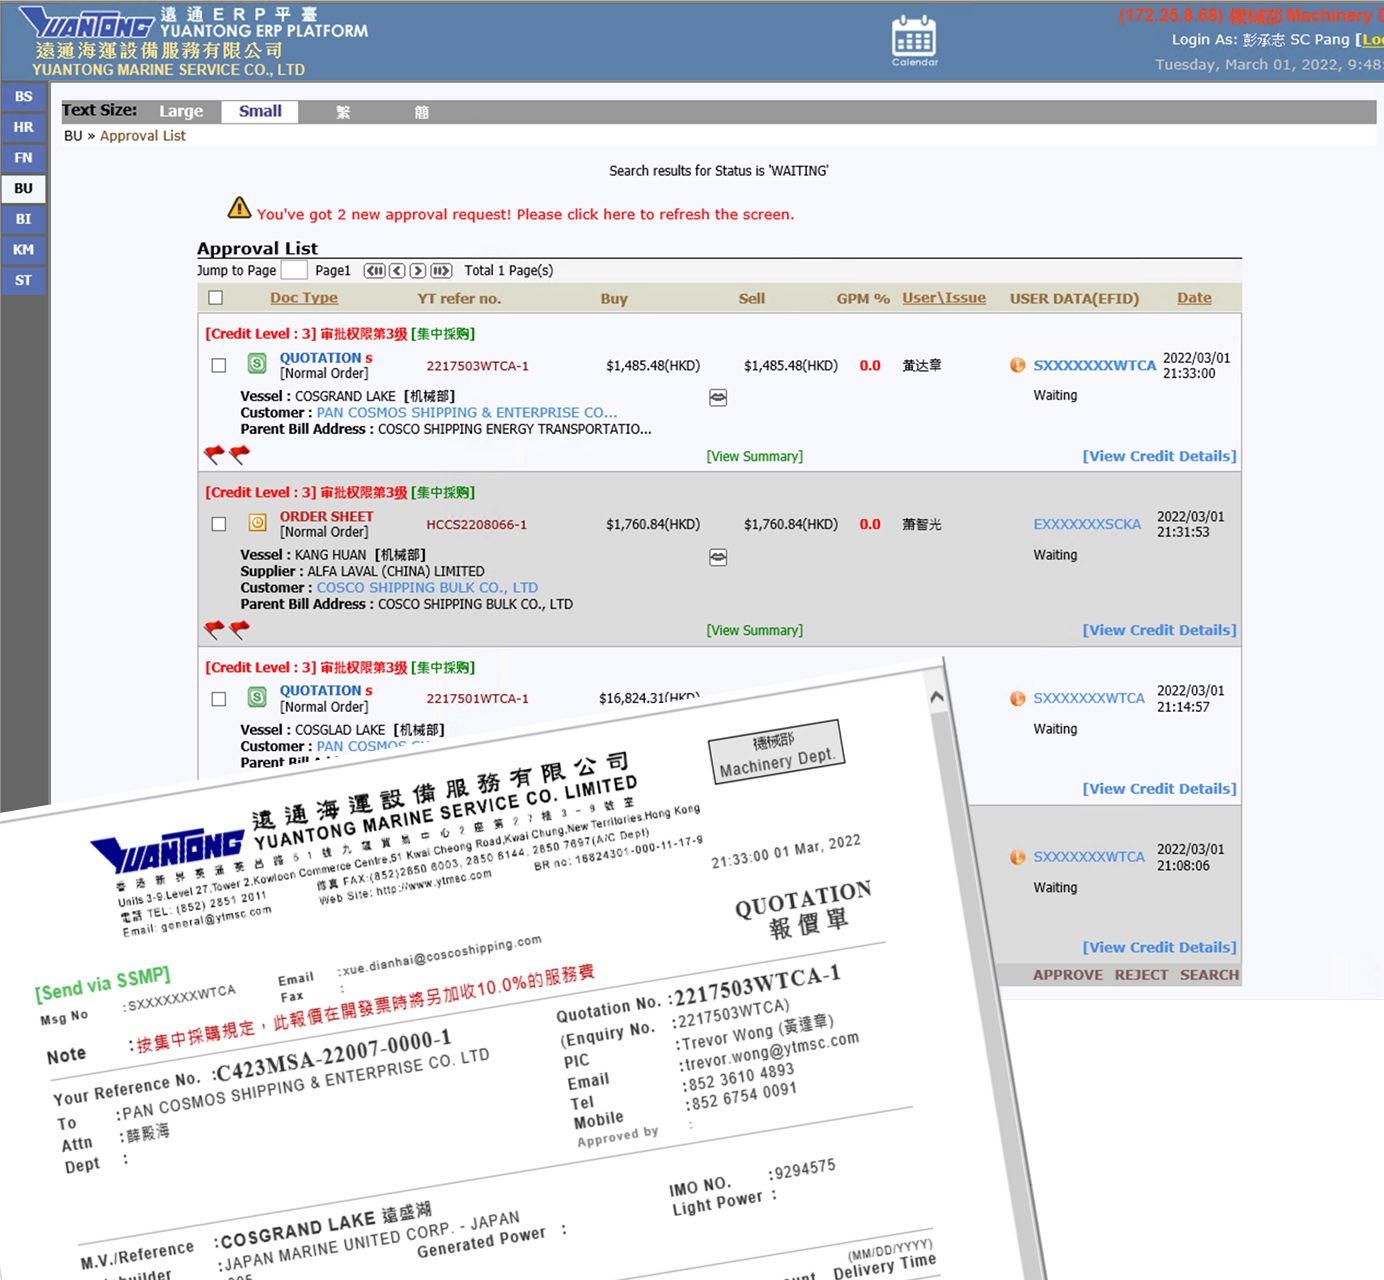 YUANTONG 遠通ERP平臺
YUANTONG ERP PLATFORM
遠通海運設備服務有限公司
YUANTONG MARINE SERVICE CO., LTD
Calendar
(172.25.8.68) 機械部 Machinery
Login As: 彭承志 SC Pang [Lo
Tuesday, March 01, 2022, 9:48:
BS
HR
FN
BU
BI
KM
ST
Text Size: Large Small 繁 簡
BU » Approval List
Search results for Status is 'WAITING'
You've got 2 new approval request! Please click here to refresh the screen.
Approval List
Jump to Page Page1 Total 1 Page(s)
Doc Type YT refer no. Buy Sell GPM % User\Issue USER DATA(EFID) Date
[Credit Level : 3] 审批权限第3级 [集中採购]
QUOTATION s 2217503WTCA-1 $1,485.48(HKD) $1,485.48(HKD) 0.0 黄达章 SXXXXXXXWTCA 2022/03/01
[Normal Order] 21:33:00
Vessel : COSGRAND LAKE [机械部] Waiting
Customer : PAN COSMOS SHIPPING & ENTERPRISE CO...
Parent Bill Address : COSCO SHIPPING ENERGY TRANSPORTATIO...
[View Summary] [View Credit Details]
[Credit Level : 3] 审批权限第3级 [集中採购]
ORDER SHEET HCCS2208066-1 $1,760.84(HKD) $1,760.84(HKD) 0.0 萧智光 EXXXXXXXSCKA 2022/03/01
[Normal Order] 21:31:53
Vessel : KANG HUAN [机械部] Waiting
Supplier : ALFA LAVAL (CHINA) LIMITED
Customer : COSCO SHIPPING BULK CO., LTD
Parent Bill Address : COSCO SHIPPING BULK CO., LTD
[View Summary] [View Credit Details]
[Credit Level : 3] 审批权限第3级 [集中採购]
QUOTATION s 2217501WTCA-1 $16,824.31(HKD) SXXXXXXXWTCA 2022/03/01
[Normal Order] 21:14:57
Vessel : COSGLAD LAKE [机械部] Waiting
Customer : PAN COSMOS
Parent Bill
[View Credit Details]
SXXXXXXXWTCA 2022/03/01
21:08:06
Waiting
[View Credit Details]
APPROVE REJECT SEARCH
機械部
Machinery Dept.
YUANTONG 遠通海運設備服務有限公司
YUANTONG MARINE SERVICE CO. LIMITED
香港新界葵涌葵昌路51號九龍貿易中心2座第27樓3-9號室
Units 3-9,Level 27,Tower 2,Kowloon Commerce Centre,51 Kwai Cheong Road,Kwai Chung,New Territories,Hong Kong
電話 TEL: (852) 2851 2011 傳真 FAX:(852)2850 6003, 2850 6144, 2850 7697(A/C Dept)
Email: general@ytmsc.com Web Site: http://www.ytmsc.com BR no: 16824301-000-11-17-9
21:33:00 01 Mar, 2022
QUOTATION
報價單
[Send via SSMP]
Msg No :SXXXXXXXWTCA
Email :xue.dianhai@coscoshipping.com
Fax :
Note :按集中採購規定，此報價在開發票時將另加收10.0%的服務費
Your Reference No. :C423MSA-22007-0000-1
To :PAN COSMOS SHIPPING & ENTERPRISE CO. LTD
Attn :薛殿海
Dept :
Quotation No. :2217503WTCA-1
(Enquiry No. :2217503WTCA)
PIC :Trevor Wong (黃達章)
Email :trevor.wong@ytmsc.com
Tel :852 3610 4893
Mobile :852 6754 0091
Approved by :
M.V./Reference :COSGRAND LAKE 遠盛湖
:JAPAN MARINE UNITED CORP. - JAPAN
Generated Power :
IMO NO. :9294575
Light Power :
(MM/DD/YYYY)
Delivery Time